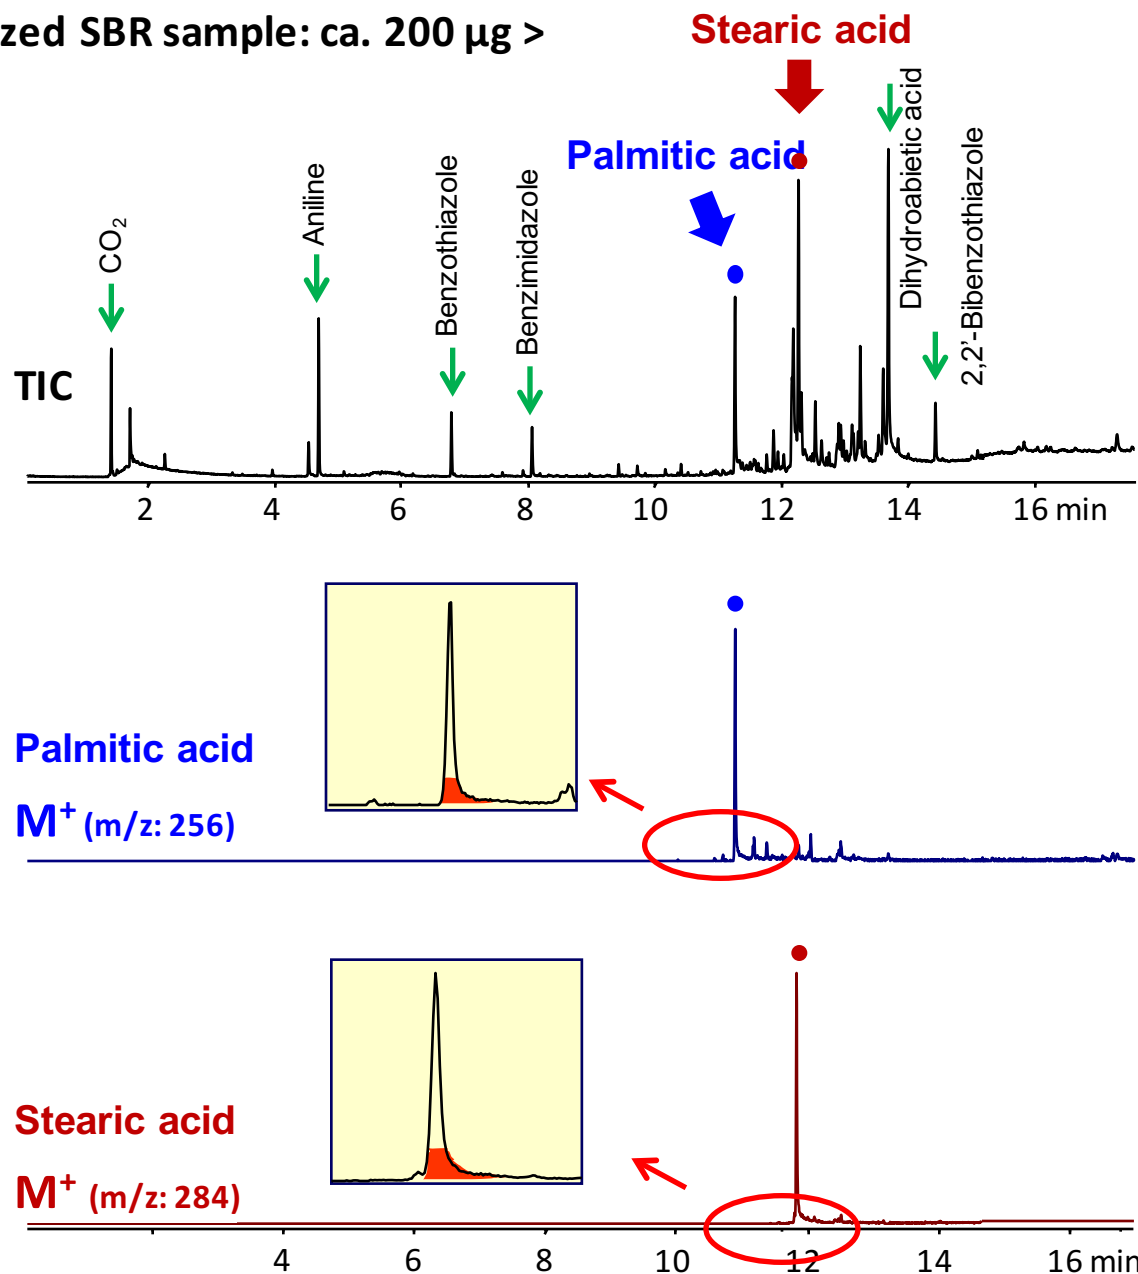 zed SBR sample: ca. 200 µg >
Stearic acid
Palmitic acid
CO₂
Aniline
Benzothiazole
Benzimidazole
Dihydroabietic acid
2,2'-Bibenzothiazole
TIC
2 4 6 8 10 12 14 16 min
Palmitic acid
M⁺ (m/z: 256)
Stearic acid
M⁺ (m/z: 284)
4 6 8 10 12 14 16 min